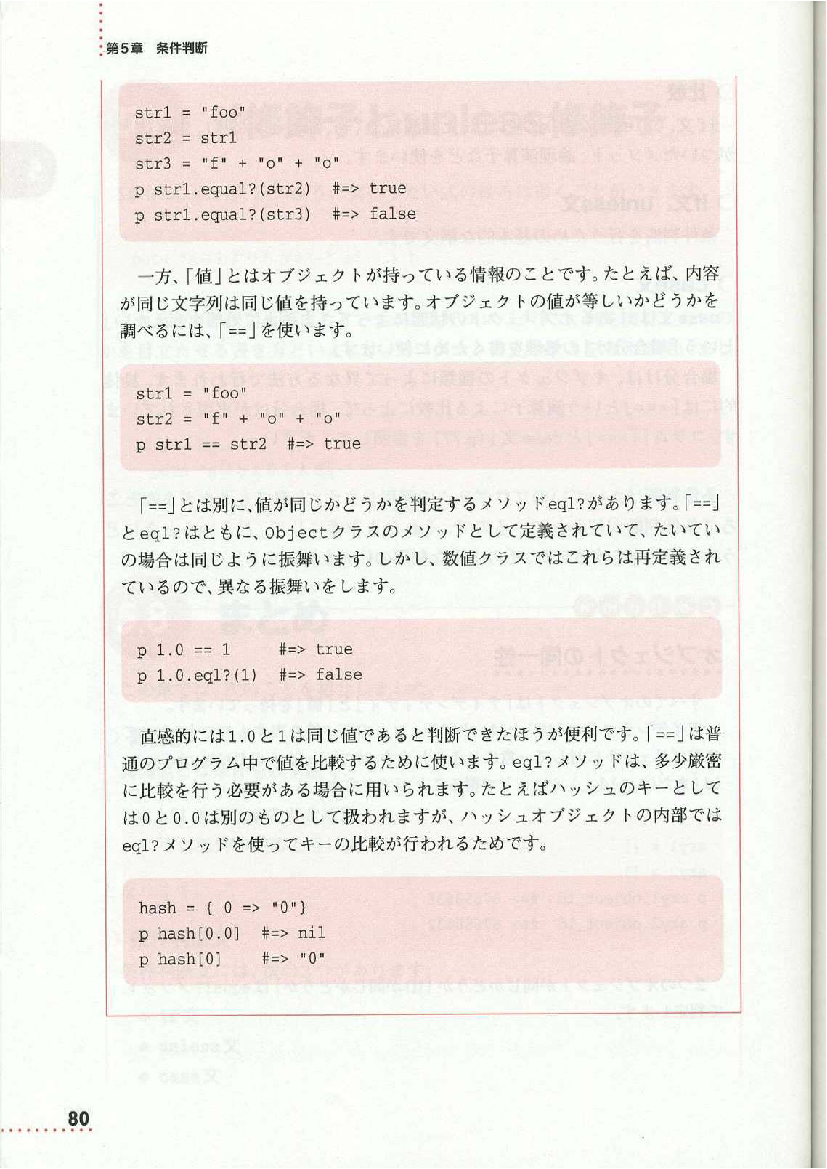 第5章　条件判断
str1 = "foo"
str2 = str1
str3 = "f" + "o" + "o"
p str1.equal?(str2)  #=> true
p str1.equal?(str3)  #=> false
一方、「値」とはオブジェクトが持っている情報のことです。たとえば、内容
が同じ文字列は同じ値を持っています。オブジェクトの値が等しいかどうかを
調べるには、「==」を使います。
str1 = "foo"
str2 = "f" + "o" + "o"
p str1 == str2  #=> true
「==」とは別に、値が同じかどうかを判定するメソッドeql?があります。「==」
とeql?はともに、Objectクラスのメソッドとして定義されていて、たいてい
の場合は同じように振舞います。しかし、数値クラスではこれらは再定義され
ているので、異なる振舞いをします。
p 1.0 == 1     #=> true
p 1.0.eql?(1)  #=> false
直感的には1.0と1は同じ値であると判断できたほうが便利です。「==」は普
通のプログラム中で値を比較するために使います。eql?メソッドは、多少厳密
に比較を行う必要がある場合に用いられます。たとえばハッシュのキーとして
は0と0.0は別のものとして扱われますが、ハッシュオブジェクトの内部では
eql?メソッドを使ってキーの比較が行われるためです。
hash = { 0 => "0"}
p hash[0.0]  #=> nil
p hash[0]    #=> "0"
80